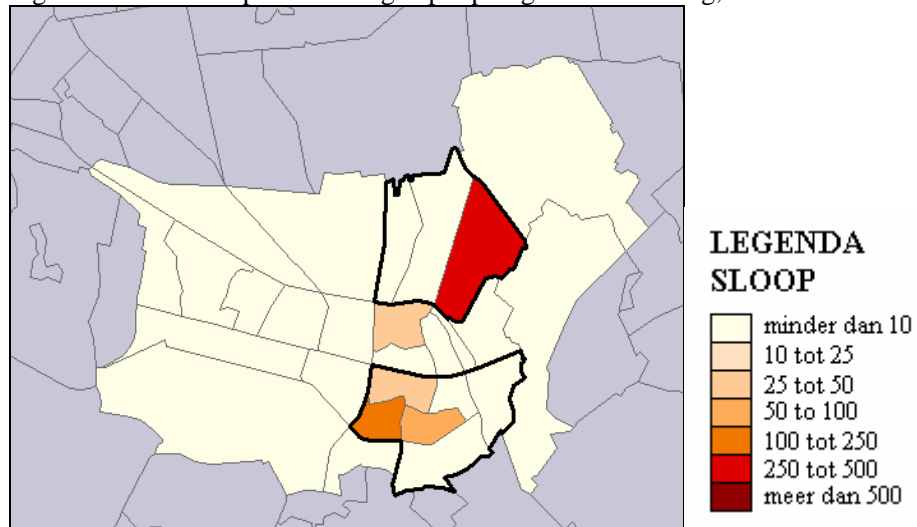 LEGENDA
SLOOP
minder dan 10
10 tot 25
25 tot 50
50 to 100
100 tot 250
250 tot 500
meer dan 500